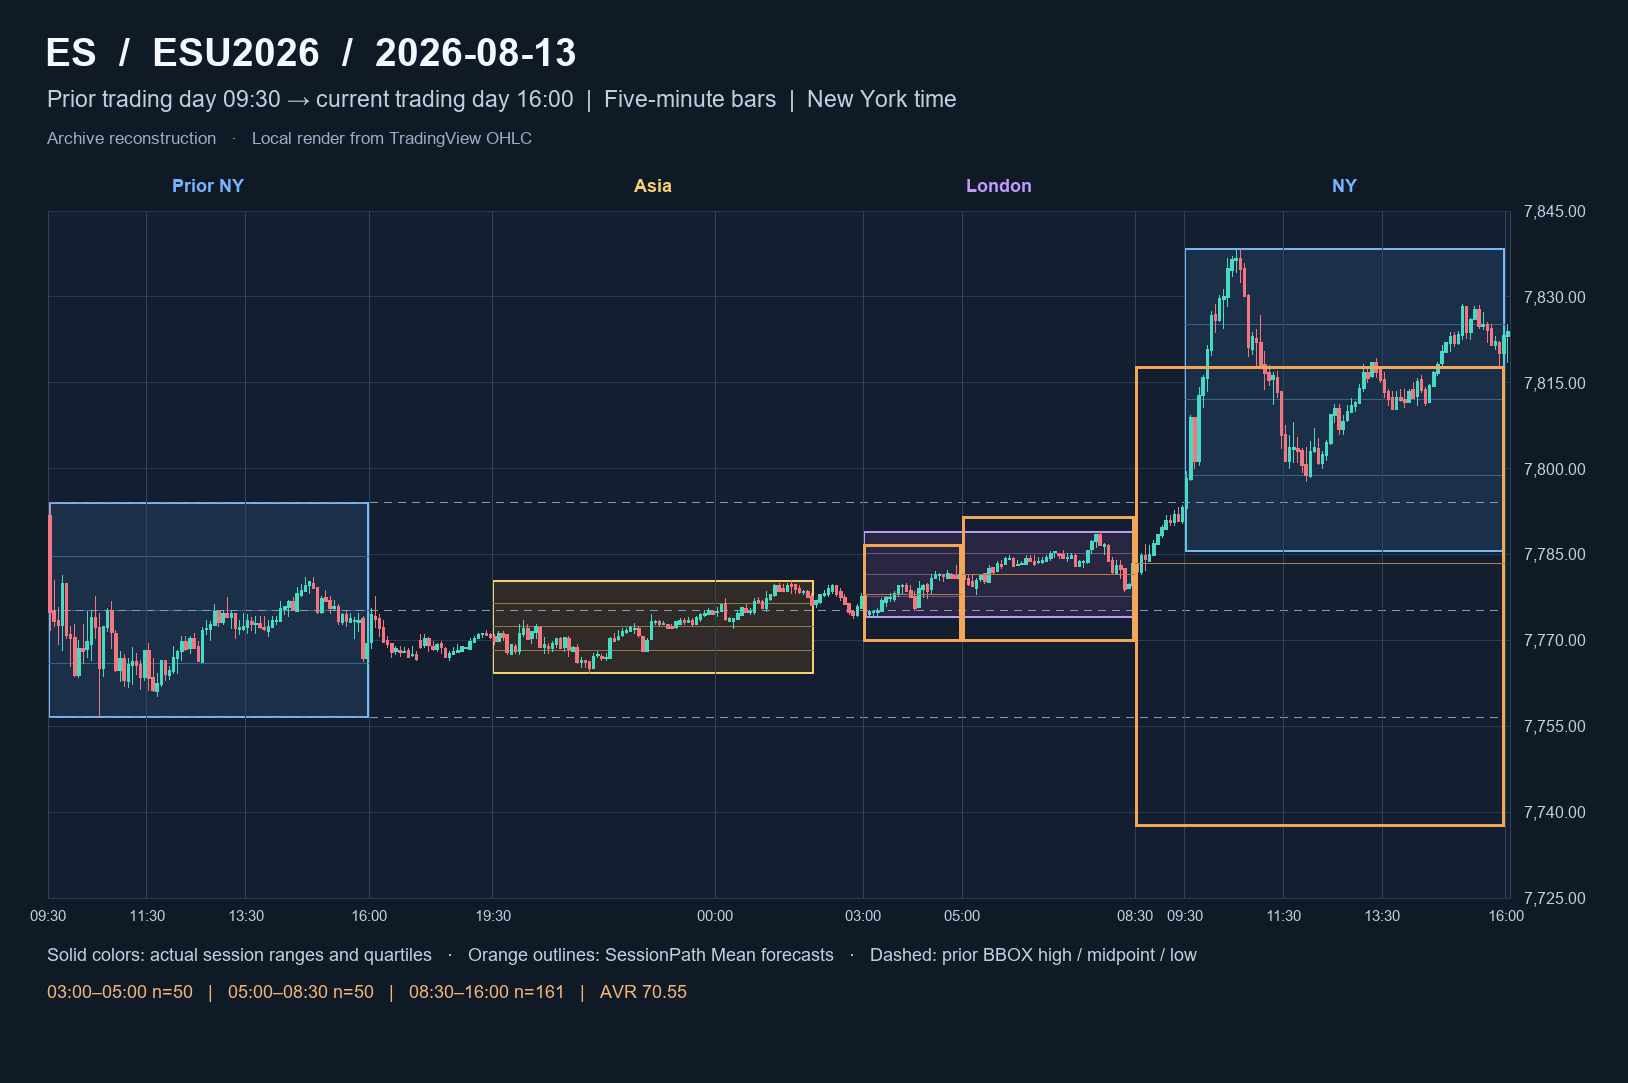 ES / ESU2026 / 2026-08-13
Prior trading day 09:30 → current trading day 16:00 | Five-minute bars | New York time
Archive reconstruction · Local render from TradingView OHLC
Prior NY Asia London NY
7,845.00
7,830.00
7,815.00
7,800.00
7,785.00
7,770.00
7,755.00
7,740.00
7,725.00
09:30 11:30 13:30 16:00 19:30 00:00 03:00 05:00 08:30 09:30 11:30 13:30 16:00
Solid colors: actual session ranges and quartiles · Orange outlines: SessionPath Mean forecasts · Dashed: prior BBOX high / midpoint / low
03:00–05:00 n=50 | 05:00–08:30 n=50 | 08:30–16:00 n=161 | AVR 70.55